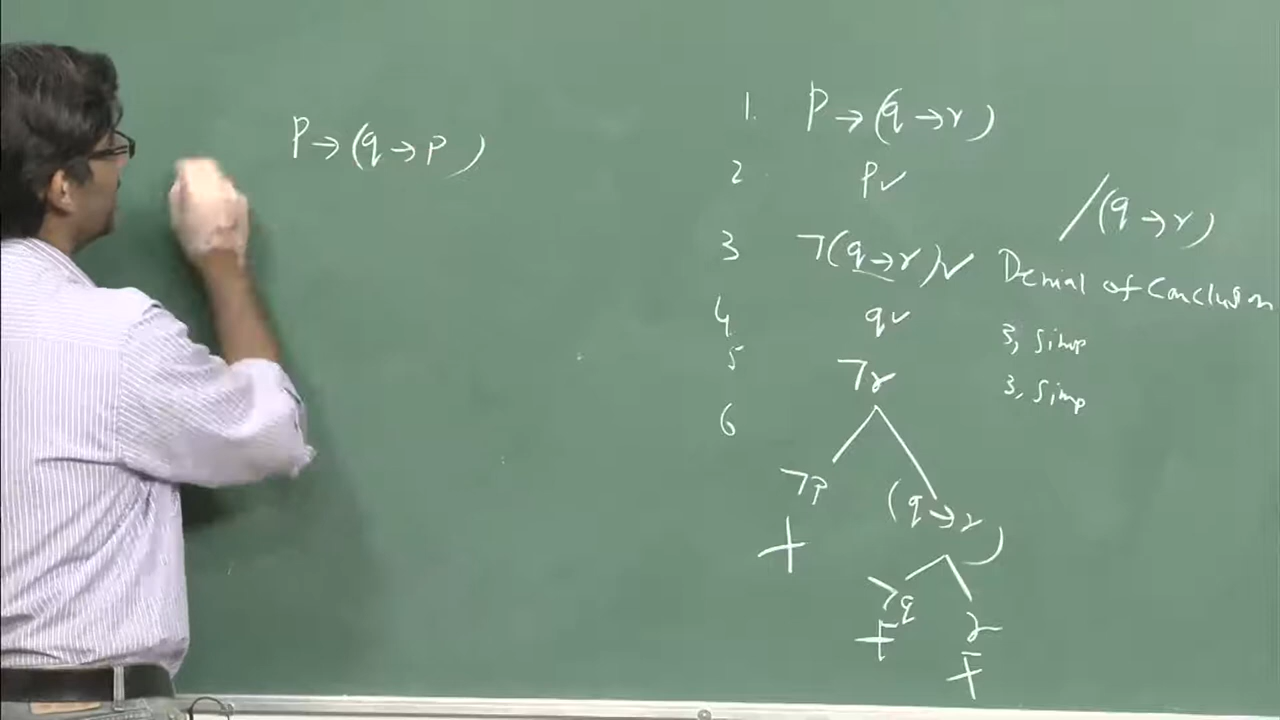 P→(q→P)
1. P→(q→r)
2. P✓
/(q→r)
3 ¬(q→r)✓ Denial of Conclusion
4 q✓ 3, Simp
5 ¬r 3, Simp
6
¬P (q→r)
+
¬q r
+ +